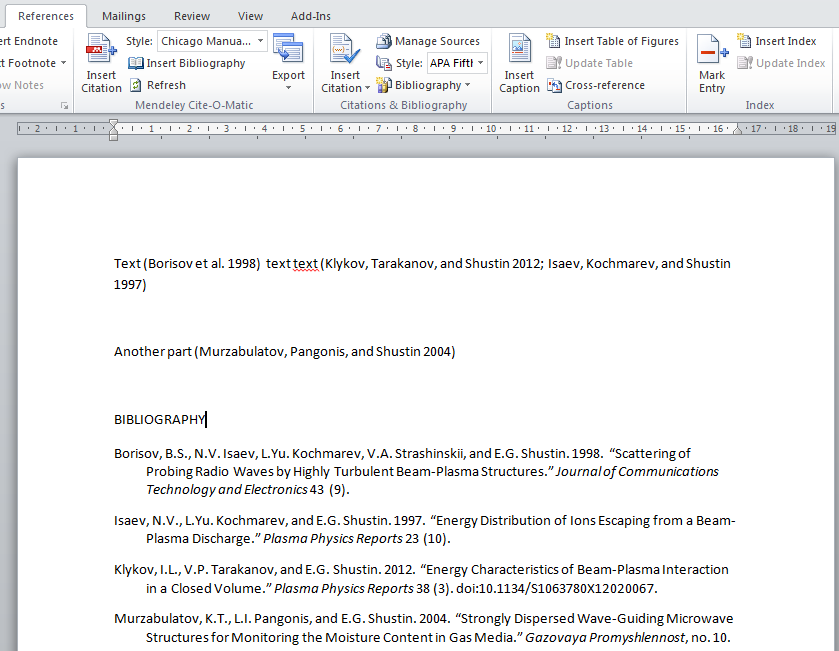 References Mailings Review View Add-Ins
ert Endnote Style: Chicago Manua... Manage Sources Insert Table of Figures Insert Index
t Footnote Insert Bibliography Style: APA Fift Update Table Update Index
ow Notes Insert Citation Refresh Export Insert Citation Bibliography Insert Caption Cross-reference Mark Entry
s Mendeley Cite-O-Matic Citations & Bibliography Captions Index
2 1 1 2 3 4 5 6 7 8 9 10 11 12 13 14 15 16 17 18 19
Text (Borisov et al. 1998) text text (Klykov, Tarakanov, and Shustin 2012; Isaev, Kochmarev, and Shustin
1997)
Another part (Murzabulatov, Pangonis, and Shustin 2004)
BIBLIOGRAPHY
Borisov, B.S., N.V. Isaev, L.Yu. Kochmarev, V.A. Strashinskii, and E.G. Shustin. 1998. “Scattering of
Probing Radio Waves by Highly Turbulent Beam-Plasma Structures.” Journal of Communications
Technology and Electronics 43 (9).
Isaev, N.V., L.Yu. Kochmarev, and E.G. Shustin. 1997. “Energy Distribution of Ions Escaping from a Beam-
Plasma Discharge.” Plasma Physics Reports 23 (10).
Klykov, I.L., V.P. Tarakanov, and E.G. Shustin. 2012. “Energy Characteristics of Beam-Plasma Interaction
in a Closed Volume.” Plasma Physics Reports 38 (3). doi:10.1134/S1063780X12020067.
Murzabulatov, K.T., L.I. Pangonis, and E.G. Shustin. 2004. “Strongly Dispersed Wave-Guiding Microwave
Structures for Monitoring the Moisture Content in Gas Media.” Gazovaya Promyshlennost, no. 10.